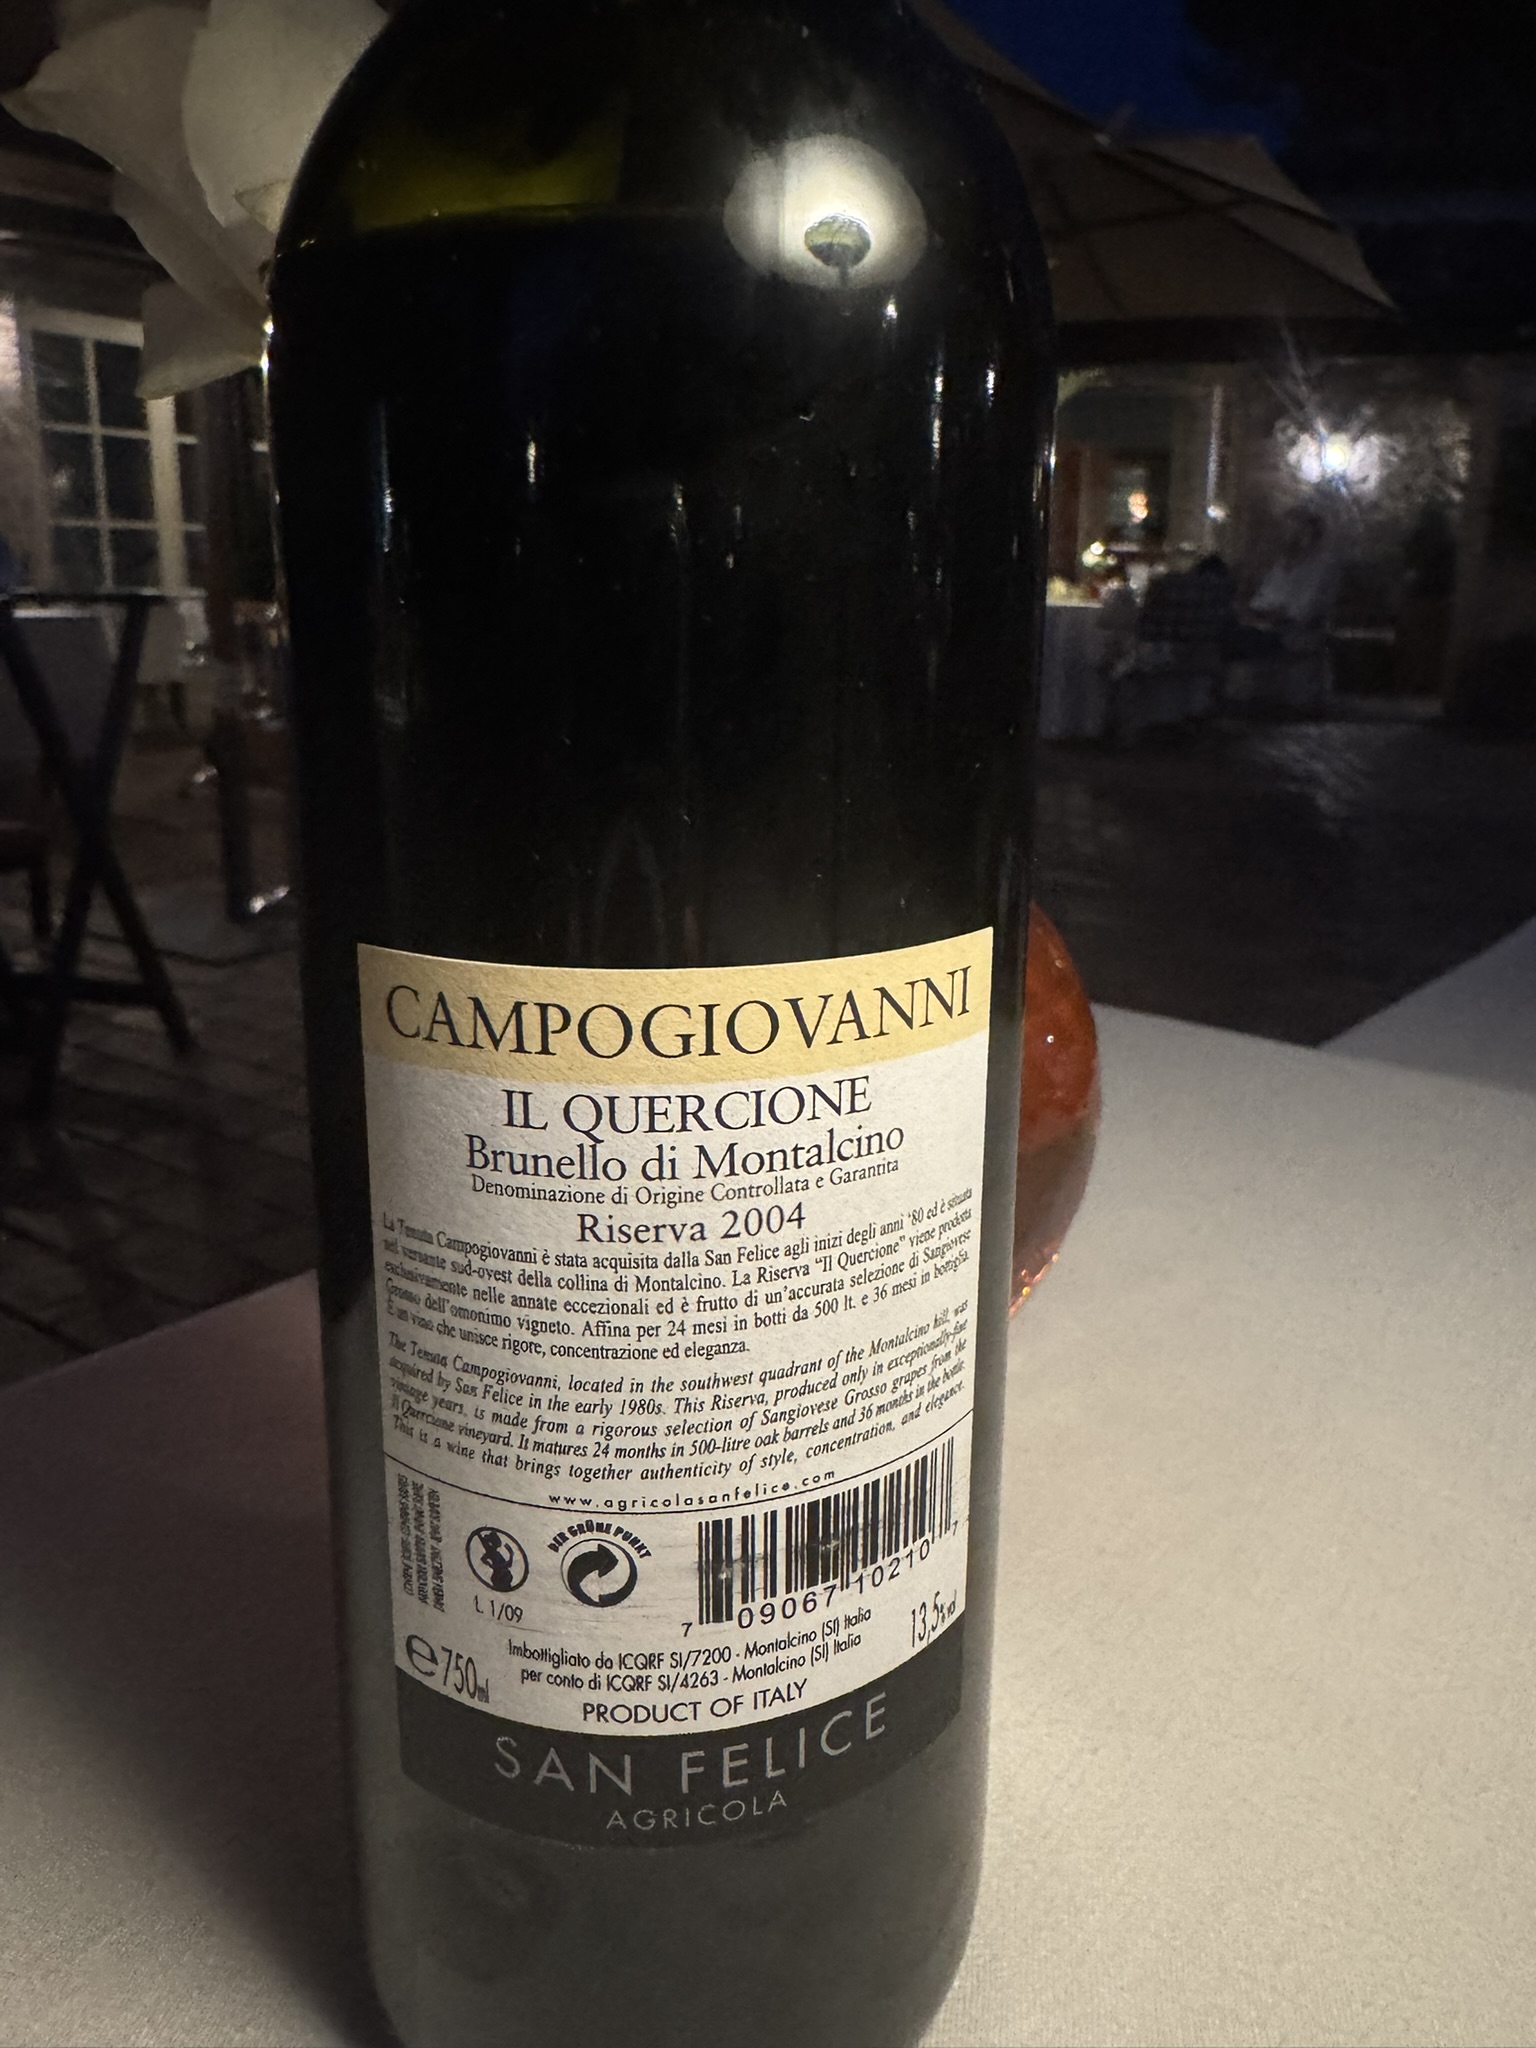 CAMPOGIOVANNI
IL QUERCIONE
Brunello di Montalcino
Denominazione di Origine Controllata e Garantita
Riserva 2004
La Tenuta Campogiovanni è stata acquisita dalla San Felice agli inizi degli anni '80 ed è situata
nel versante sud-ovest della collina di Montalcino. La Riserva "Il Quercione" viene prodotta
esclusivamente nelle annate eccezionali ed è frutto di un'accurata selezione di Sangiovese
Grosso dell'omonimo vigneto. Affina per 24 mesi in botti da 500 lt. e 36 mesi in bottiglia.
È un vino che unisce rigore, concentrazione ed eleganza.
The Tenuta Campogiovanni, located in the southwest quadrant of the Montalcino hill, was
acquired by San Felice in the early 1980s. This Riserva, produced only in exceptionally-fine
vintage years, is made from a rigorous selection of Sangiovese Grosso grapes from the
Il Quercione vineyard. It matures 24 months in 500-litre oak barrels and 36 months in the bottle.
This is a wine that brings together authenticity of style, concentration, and elegance.
www.agricolasanfelice.com
DER GRÜNE PUNKT
L 1/09
7 09067 10210 7
13,5% vol
e 750 ml
Imbottigliato da ICQRF SI/7200 - Montalcino (SI) Italia
per conto di ICQRF SI/4263 - Montalcino (SI) Italia
PRODUCT OF ITALY
SAN FELICE
AGRICOLA